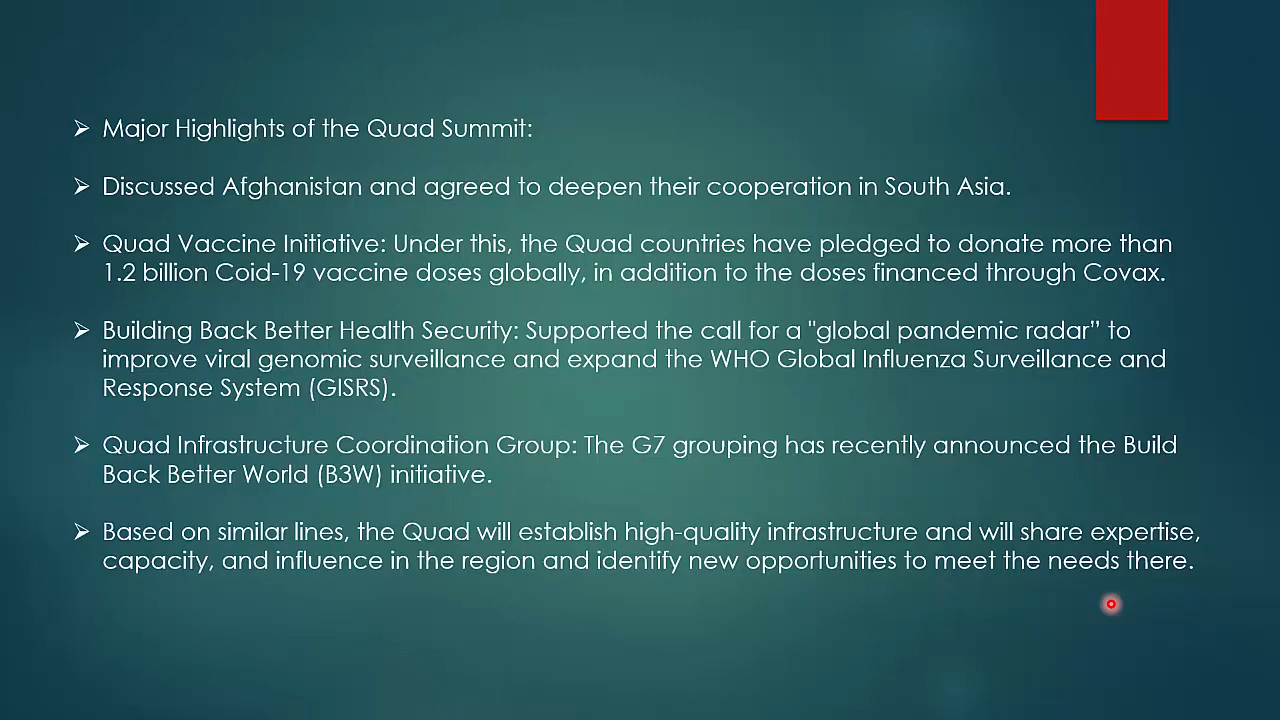 ➢ Major Highlights of the Quad Summit:
➢ Discussed Afghanistan and agreed to deepen their cooperation in South Asia.
➢ Quad Vaccine Initiative: Under this, the Quad countries have pledged to donate more than
1.2 billion Coid-19 vaccine doses globally, in addition to the doses financed through Covax.
➢ Building Back Better Health Security: Supported the call for a "global pandemic radar” to
improve viral genomic surveillance and expand the WHO Global Influenza Surveillance and
Response System (GISRS).
➢ Quad Infrastructure Coordination Group: The G7 grouping has recently announced the Build
Back Better World (B3W) initiative.
➢ Based on similar lines, the Quad will establish high-quality infrastructure and will share expertise,
capacity, and influence in the region and identify new opportunities to meet the needs there.